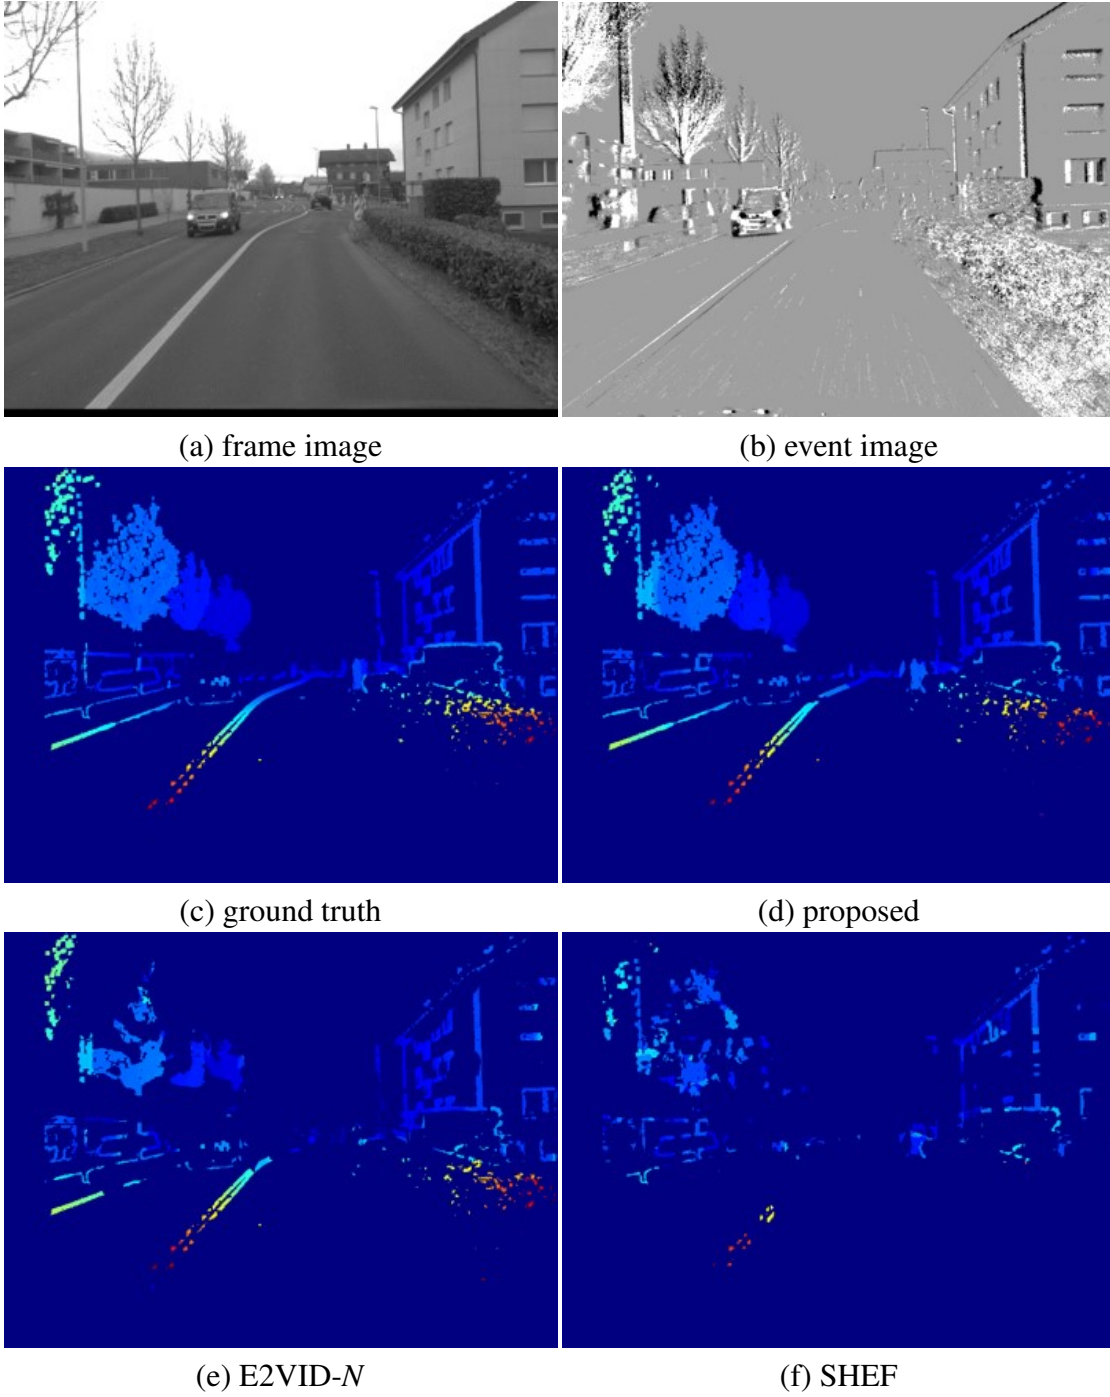 (a) frame image
(b) event image
(c) ground truth
(d) proposed
(e) E2VID-N
(f) SHEF